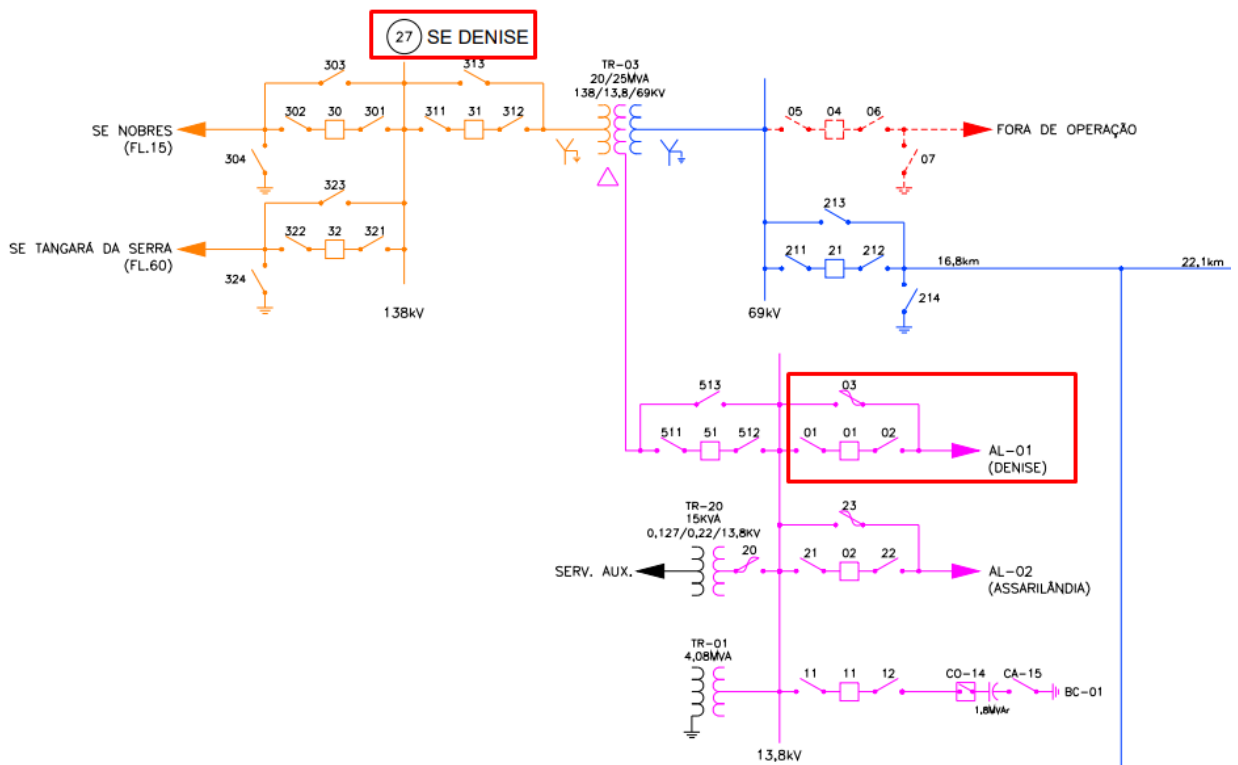 27 SE DENISE
303
313
TR-03
20/25MVA
138/13,8/69KV
302 30 301
311 31 312
05 04 06
SE NOBRES
(FL.15)
FORA DE OPERAÇÃO
304
07
323
213
SE TANGARÁ DA SERRA
(FL.60)
322 32 321
211 21 212
16,8km
22,1km
324
214
138kV
69kV
513
03
511 51 512
01 01 02
AL-01
(DENISE)
TR-20
15KVA
0,127/0,22/13,8KV
23
SERV. AUX.
20
21 02 22
AL-02
(ASSARILÂNDIA)
TR-01
4,08MVA
11 11 12
CO-14 CA-15
BC-01
1,8MVAr
13,8kV